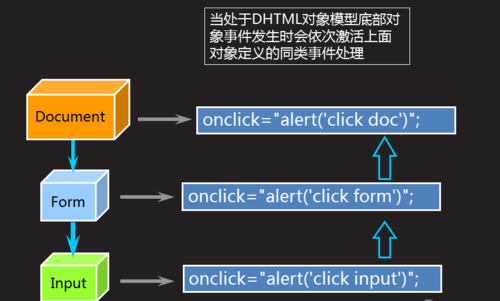 当处于DHTML对象模型底部对
象事件发生时会依次激活上面
对象定义的同类事件处理
Document
onclick="alert('click doc')";
Form
onclick="alert('click form')";
Input
onclick="alert('click input')";